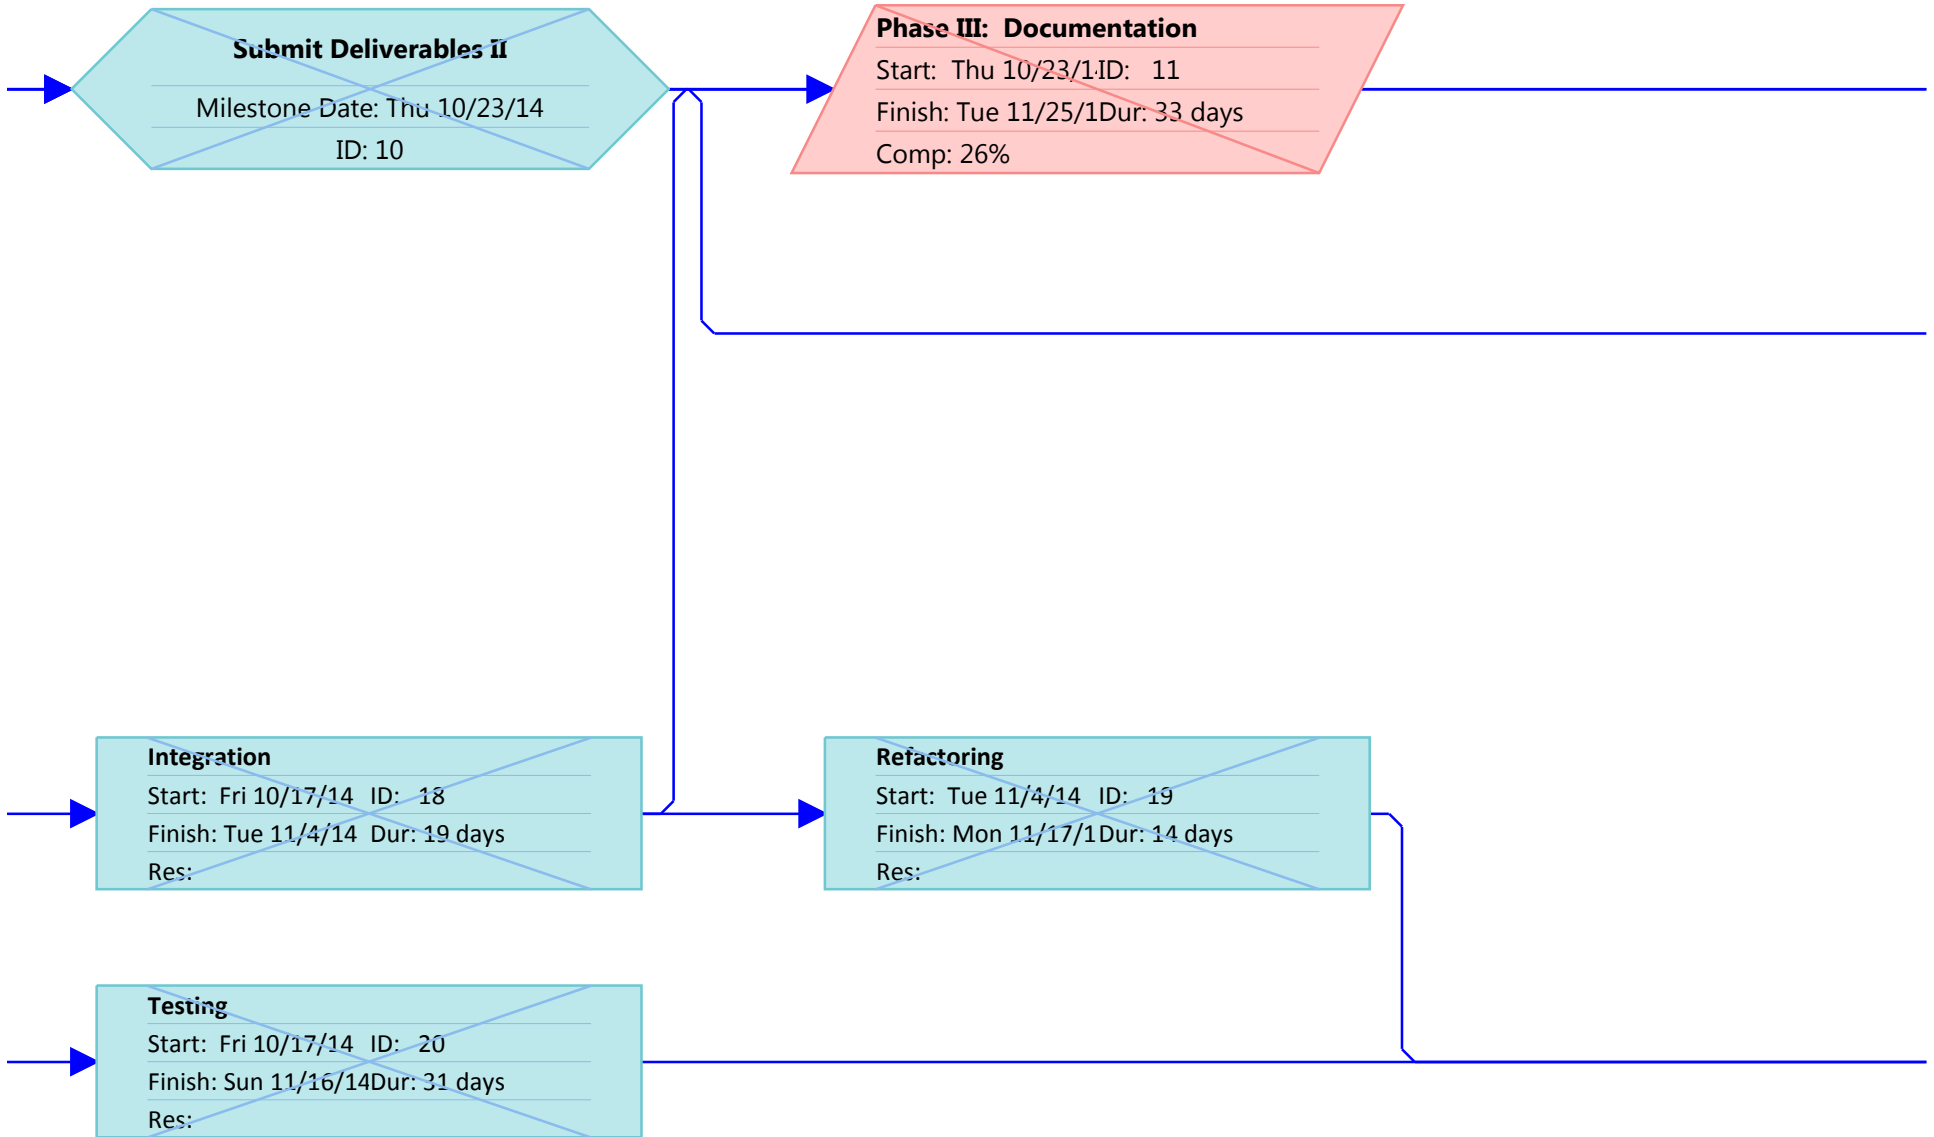 Submit Deliverables II
Milestone Date: Thu 10/23/14
ID: 10
Phase III: Documentation
Start: Thu 10/23/1 ID: 11
Finish: Tue 11/25/1 Dur: 33 days
Comp: 26%
Integration
Start: Fri 10/17/14 ID: 18
Finish: Tue 11/4/14 Dur: 19 days
Res:
Refactoring
Start: Tue 11/4/14 ID: 19
Finish: Mon 11/17/1 Dur: 14 days
Res:
Testing
Start: Fri 10/17/14 ID: 20
Finish: Sun 11/16/14 Dur: 31 days
Res: